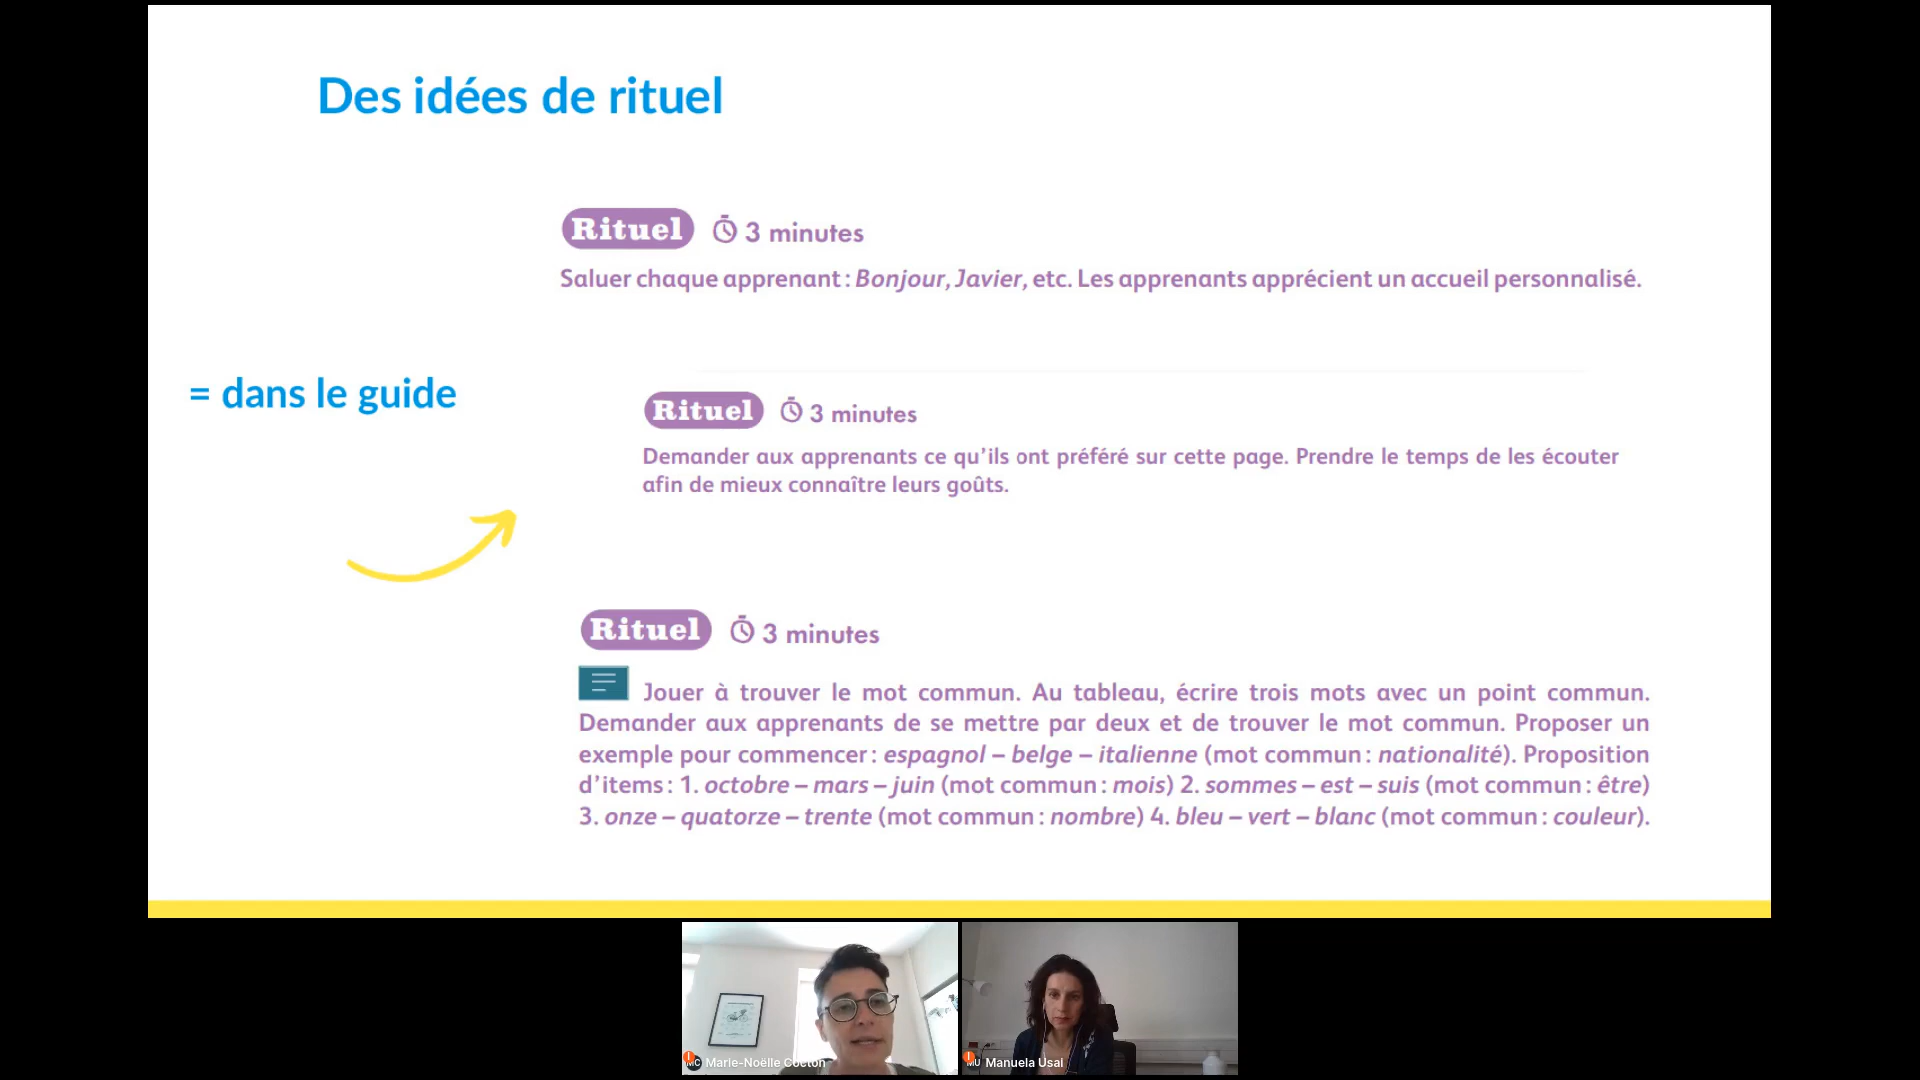 Des idées de rituel
Rituel 3 minutes
Saluer chaque apprenant : Bonjour, Javier, etc. Les apprenants apprécient un accueil personnalisé.
= dans le guide
Rituel 3 minutes
Demander aux apprenants ce qu'ils ont préféré sur cette page. Prendre le temps de les écouter
afin de mieux connaître leurs goûts.
Rituel 3 minutes
Jouer à trouver le mot commun. Au tableau, écrire trois mots avec un point commun.
Demander aux apprenants de se mettre par deux et de trouver le mot commun. Proposer un
exemple pour commencer : espagnol – belge – italienne (mot commun : nationalité). Proposition
d'items : 1. octobre – mars – juin (mot commun : mois) 2. sommes – est – suis (mot commun : être)
3. onze – quatorze – trente (mot commun : nombre) 4. bleu – vert – blanc (mot commun : couleur).
MC Marie-Noëlle Cocton
MU Manuela Usai